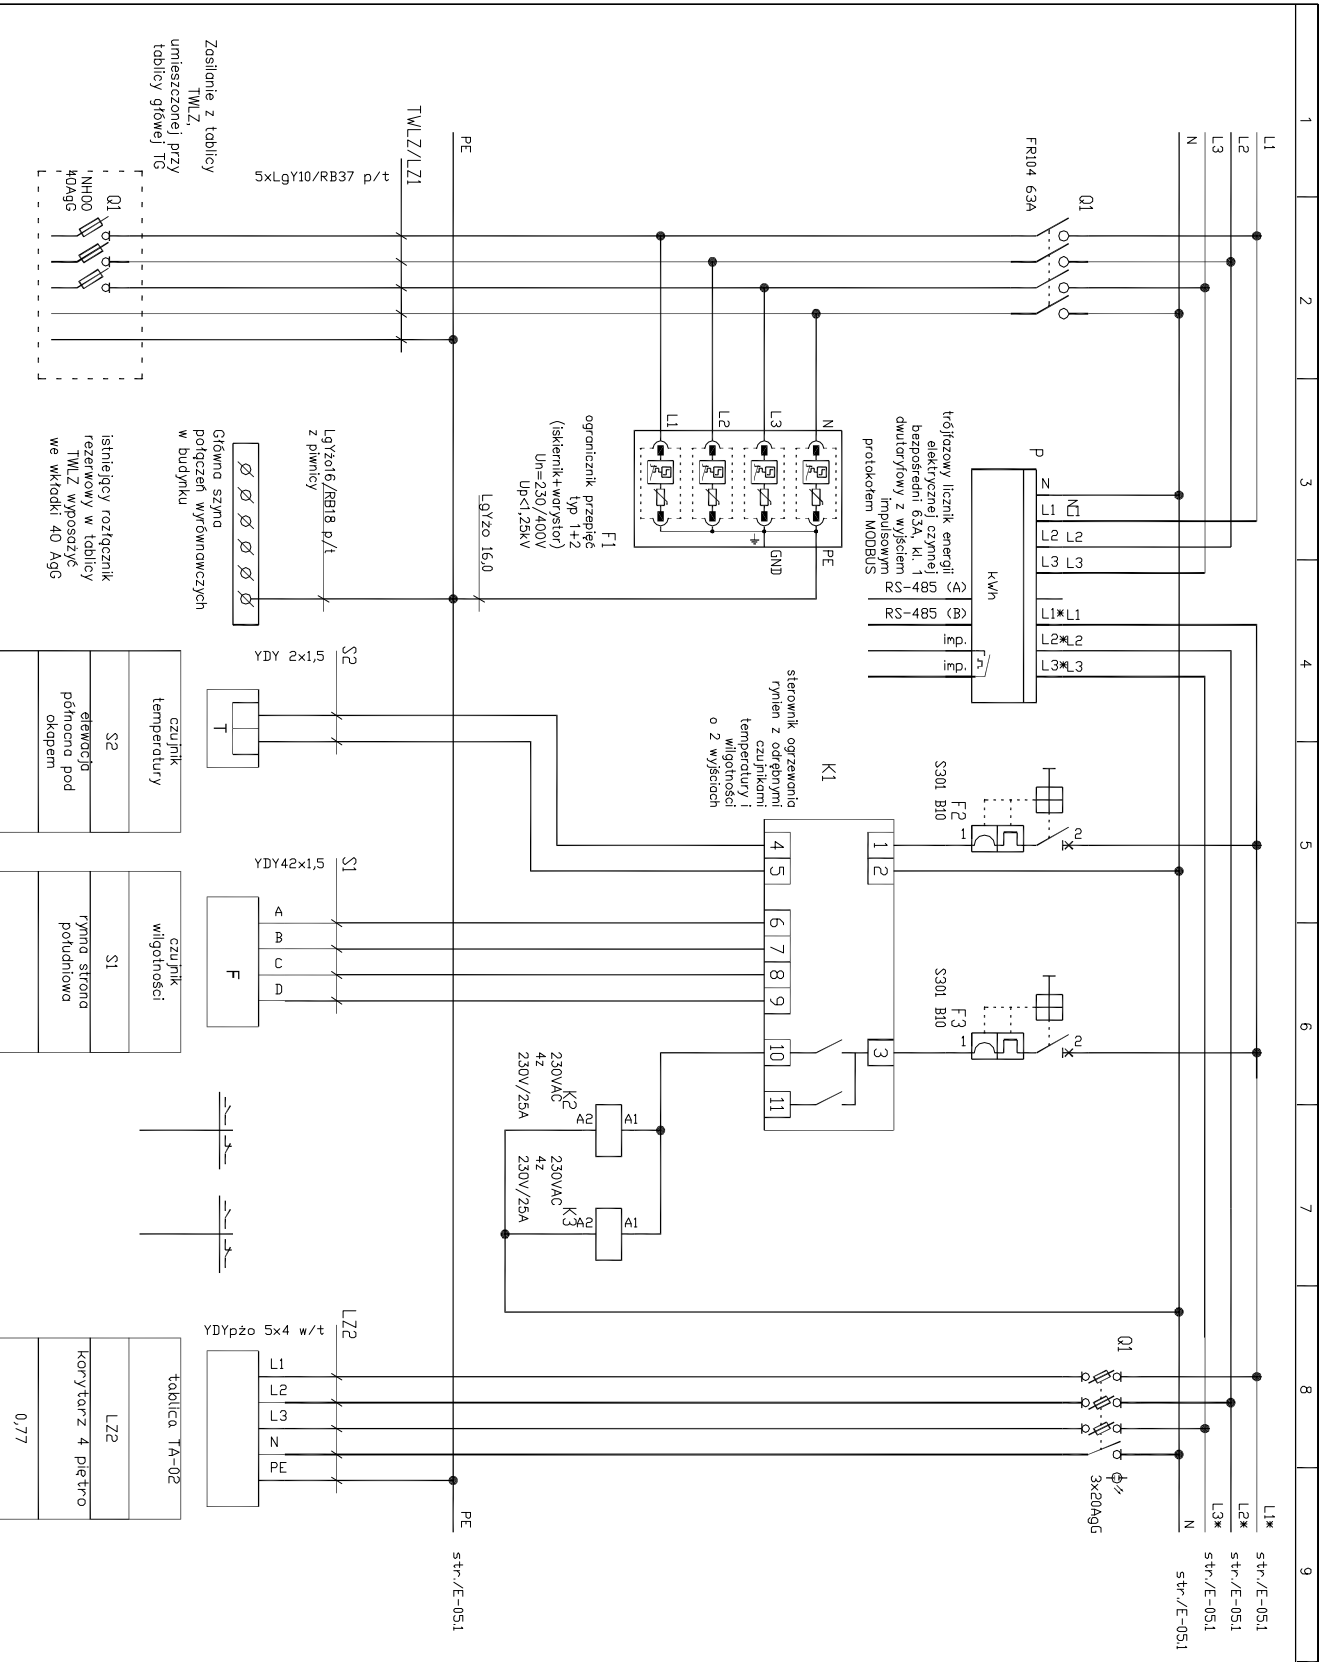 1
2
3
4
5
6
7
8
9
L1
L2
L3
N
L1*
L2*
L3*
N
str./E-05.1
str./E-05.1
str./E-05.1
str./E-05.1
Q1
FR104 63A
P
N
L1 L1
N
L2 L2
L3 L3
L1*L1
L2*L2
L3*L3
kWh
RS-485 (A)
RS-485 (B)
imp.
imp.
trójfazowy licznik energii
elektrycznej czynnej
bezpośredni 63A, kl. 1
dwutaryfowy z wyjściem
impulsowym
protokołem MODBUS
F2
S301 B10
1
2
F3
S301 B10
1
2
Q1
3x20AgG
N
L3
L2
L1
PE
GND
F1
ogranicznik przepięć
typ 1+2
(iskiernik+warystor)
Un=230/400V
Up<1,25kV
K1
sterownik ogrzewania
rynien z odrębnymi
czujnikami
temperatury i
wilgotności
o 2 wyjściach
1
2
3
4
5
6
7
8
9
10
11
K2
230VAC
4z
230V/25A
A1
A2
K3
230VAC
4z
230V/25A
A1
A2
PE
PE
str./E-05.1
LgYżo 16,0
TWLZ/LZ1
5xLgY10/RB37 p/t
LgYżo16/RB18 p/t
z piwnicy
Główna szyna
połączeń wyrównawczych
w budynku
Zasilanie z tablicy
TWLZ,
umieszczonej przy
tablicy głowej TG
Q1
NH00
40AgG
istniejący rozłącznik
rezerwowy w tablicy
TWLZ wyposażyć
we wkładki 40 AgG
S2
YDY 2x1,5
T
S1
YDY42x1,5
A
B
C
D
F
LZ2
YDYpżo 5x4 w/t
L1
L2
L3
N
PE
czujnik
temperatury
S2
elewacja
północna pod
okapem
czujnik
wilgotności
S1
rynna strona
południowa
tablica TA-02
LZ2
korytarz 4 piętro
0,77